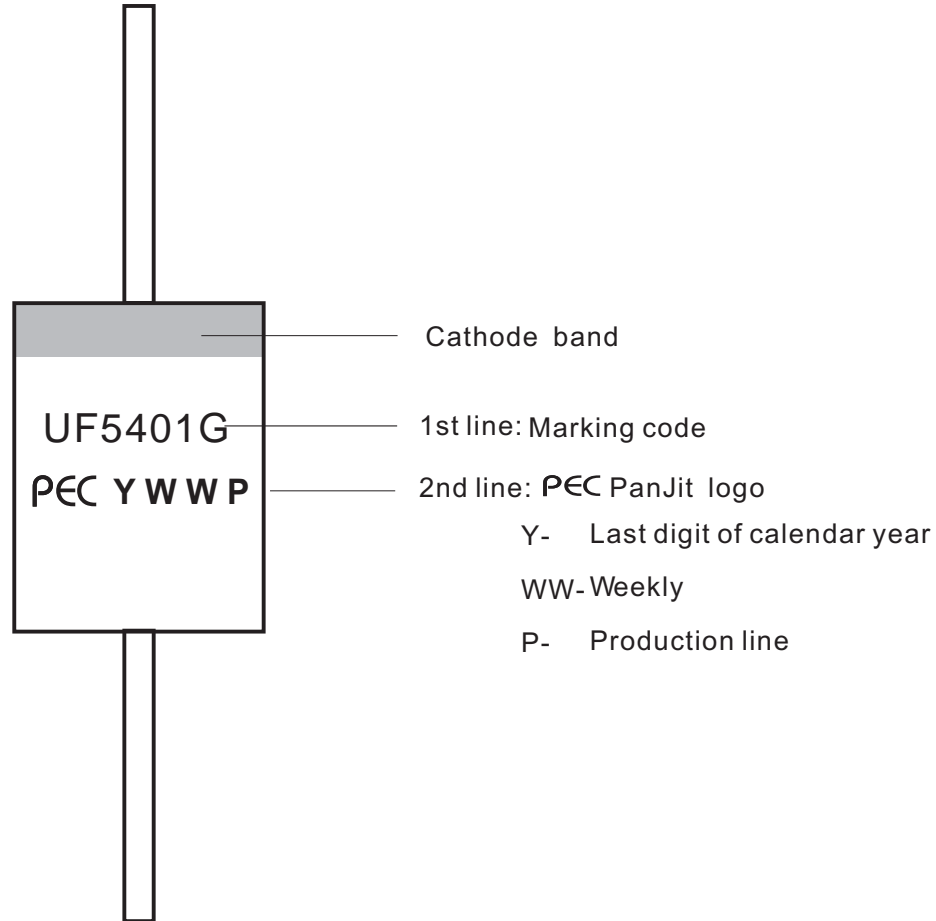 Cathode band
UF5401G
1st line: Marking code
PEC Y W W P
2nd line: PEC PanJit logo
Y- Last digit of calendar year
WW- Weekly
P- Production line